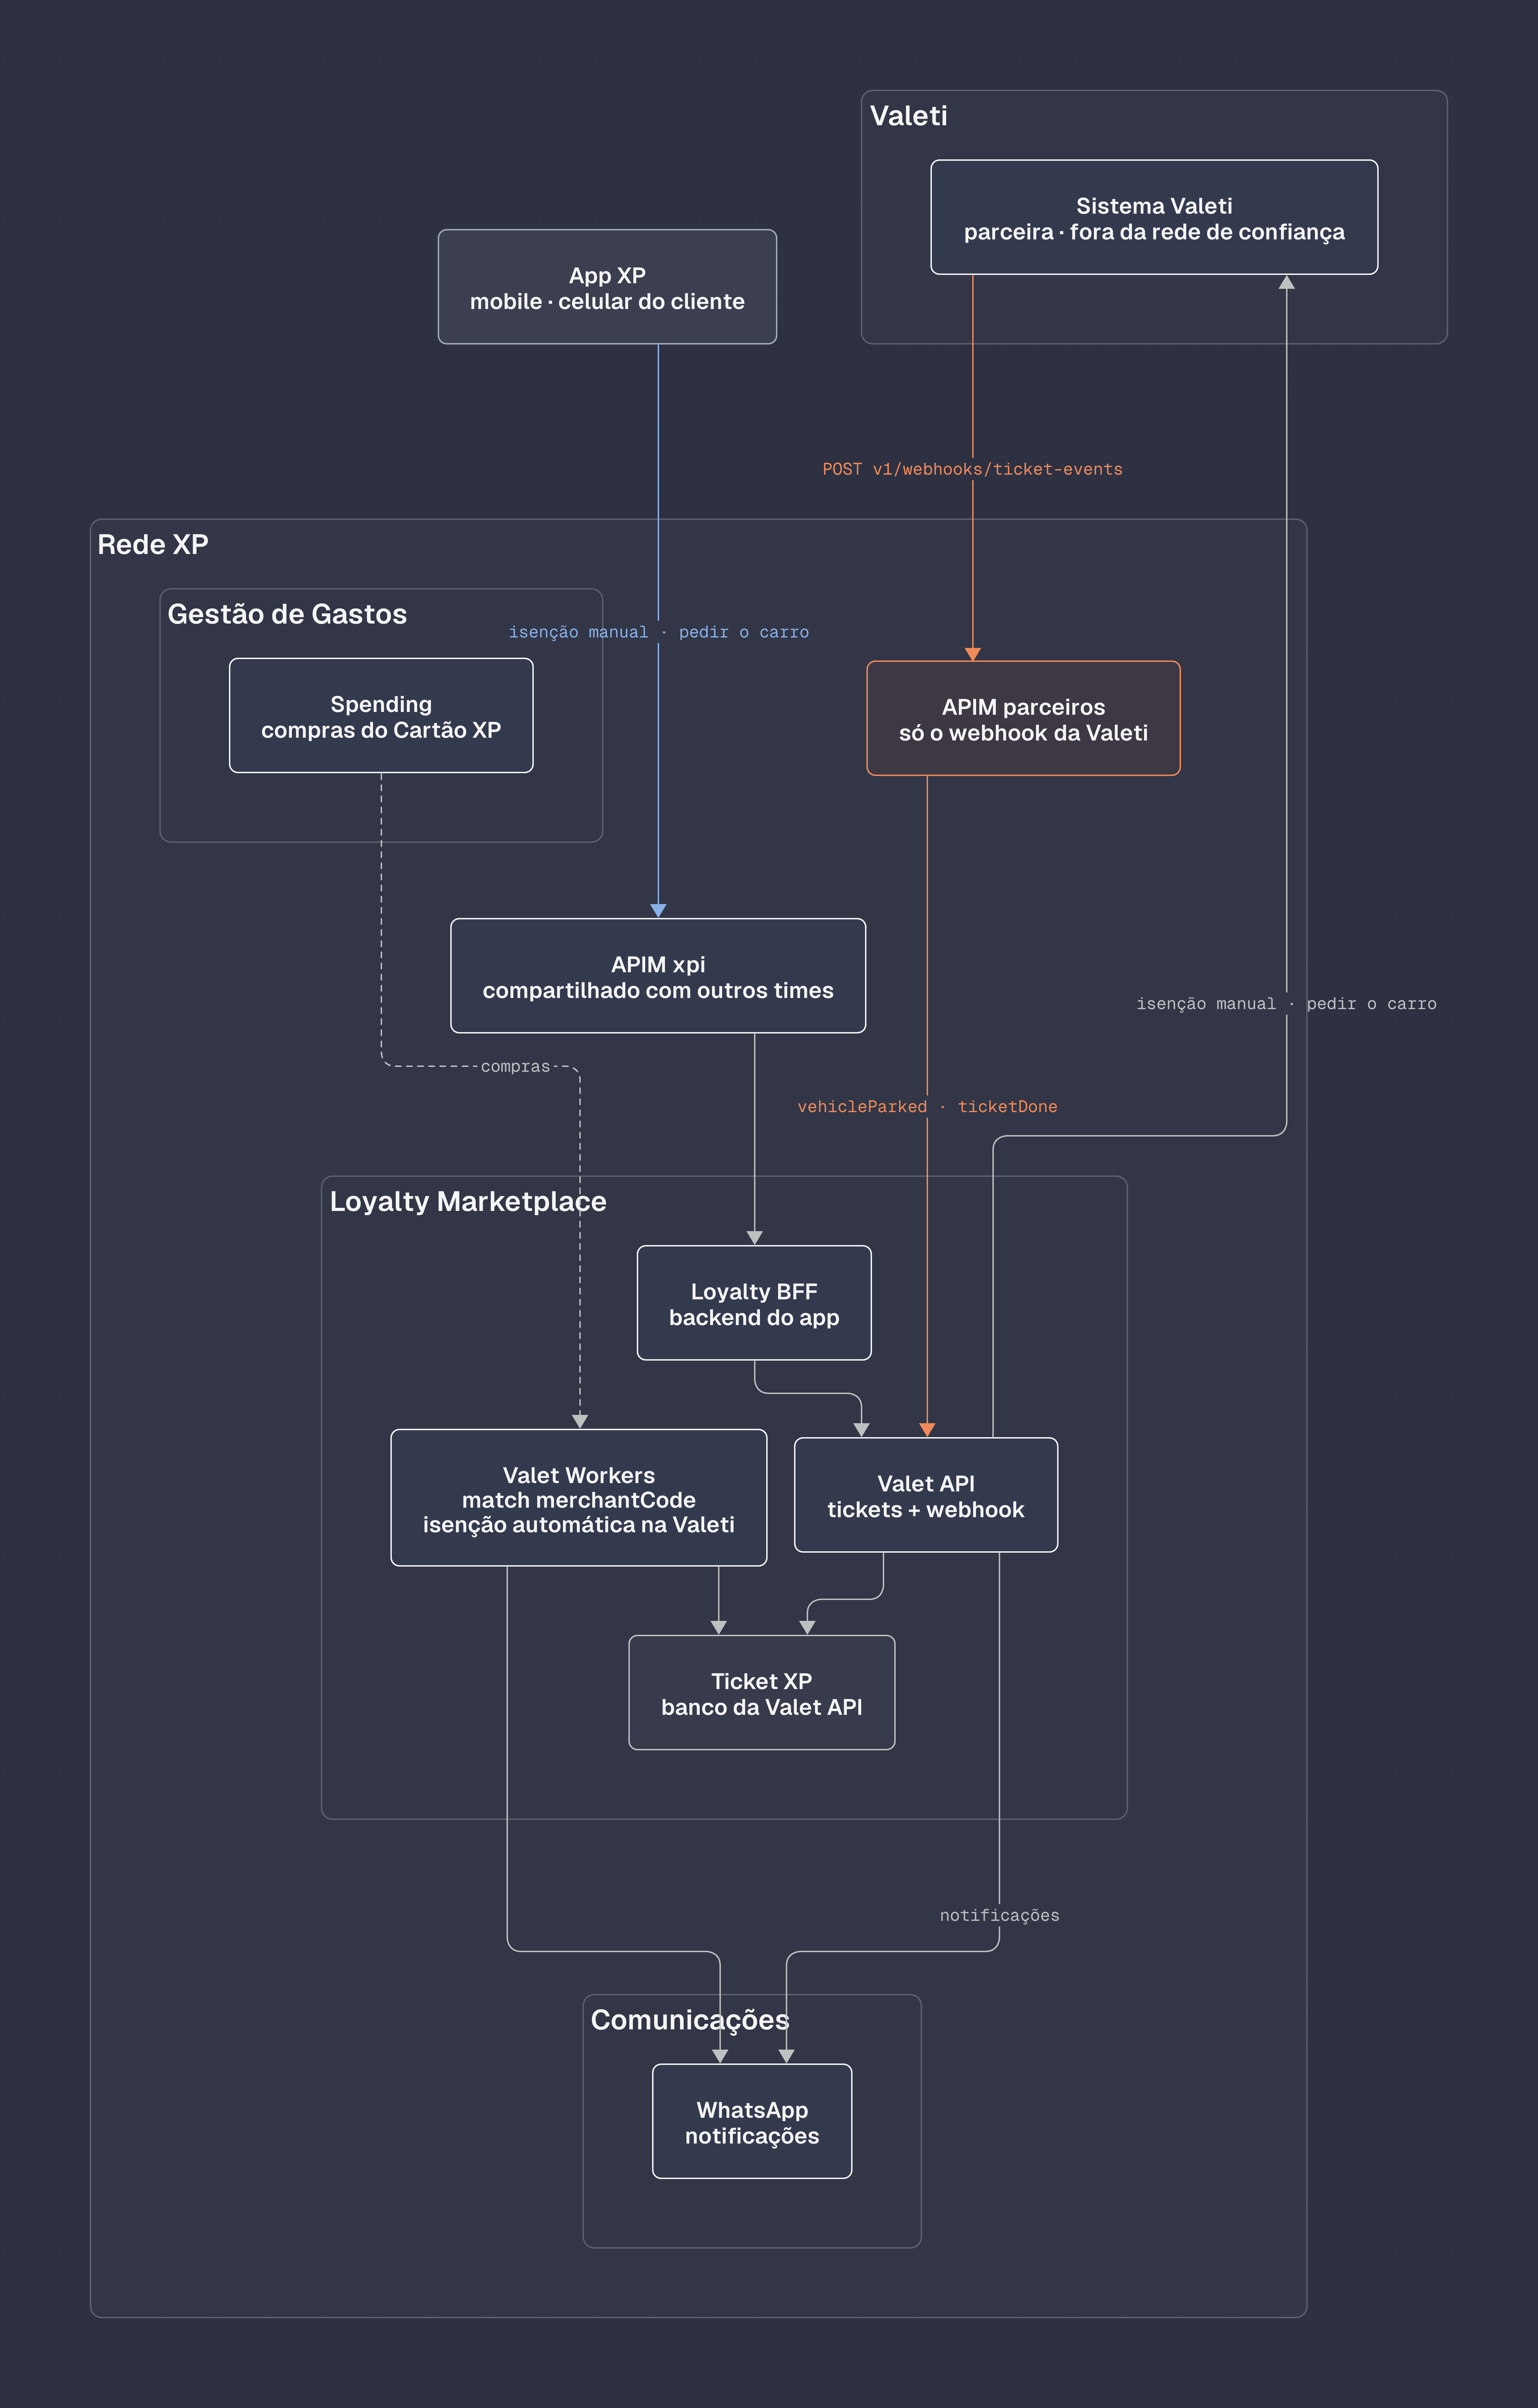 Valeti
Sistema Valeti
parceira · fora da rede de confiança
App XP
mobile · celular do cliente
POST v1/webhooks/ticket-events
Rede XP
Gestão de Gastos
isenção manual · pedir o carro
Spending
compras do Cartão XP
APIM parceiros
só o webhook da Valeti
APIM xpi
compartilhado com outros times
isenção manual · pedir o carro
compras
vehicleParked · ticketDone
Loyalty Marketplace
Loyalty BFF
backend do app
Valet Workers
match merchantCode
isenção automática na Valeti
Valet API
tickets + webhook
Ticket XP
banco da Valet API
notificações
Comunicações
WhatsApp
notificações